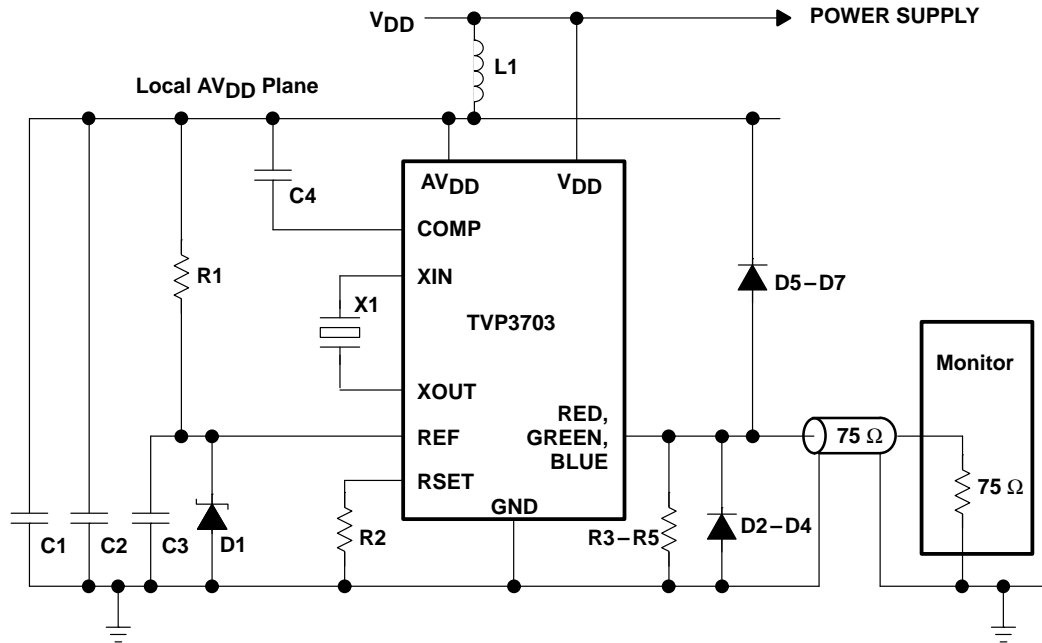 VDD
POWER SUPPLY
L1
Local AVDD Plane
AVDD
VDD
C4
COMP
R1
XIN
D5–D7
X1
TVP3703
Monitor
XOUT
RED,
GREEN,
BLUE
REF
75 Ω
RSET
75 Ω
GND
C1
C2
C3
D1
R2
R3–R5
D2–D4